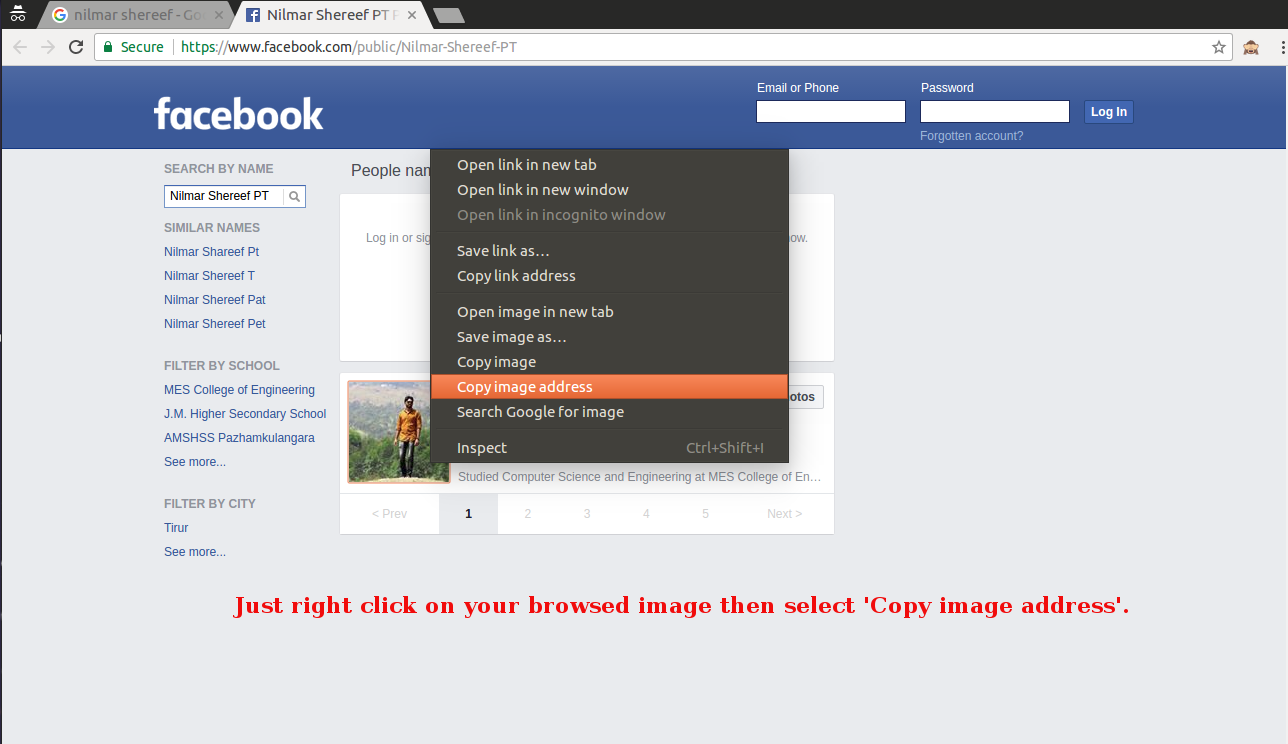 nilmar shereef - Go
Nilmar Shereef PT
Secure
https://www.facebook.com/public/Nilmar-Shereef-PT
facebook
Email or Phone
Password
Log In
Forgotten account?
SEARCH BY NAME
Nilmar Shereef PT
SIMILAR NAMES
Nilmar Shareef Pt
Nilmar Shereef T
Nilmar Shereef Pat
Nilmar Shereef Pet
FILTER BY SCHOOL
MES College of Engineering
J.M. Higher Secondary School
AMSHSS Pazhamkulangara
See more...
FILTER BY CITY
Tirur
See more...
People nam
Log in or sig
now.
Open link in new tab
Open link in new window
Open link in incognito window
Save link as…
Copy link address
Open image in new tab
Save image as…
Copy image
Copy image address
Search Google for image
Inspect Ctrl+Shift+I
otos
Studied Computer Science and Engineering at MES College of En…
< Prev 1 2 3 4 5 Next >
Just right click on your browsed image then select 'Copy image address'.